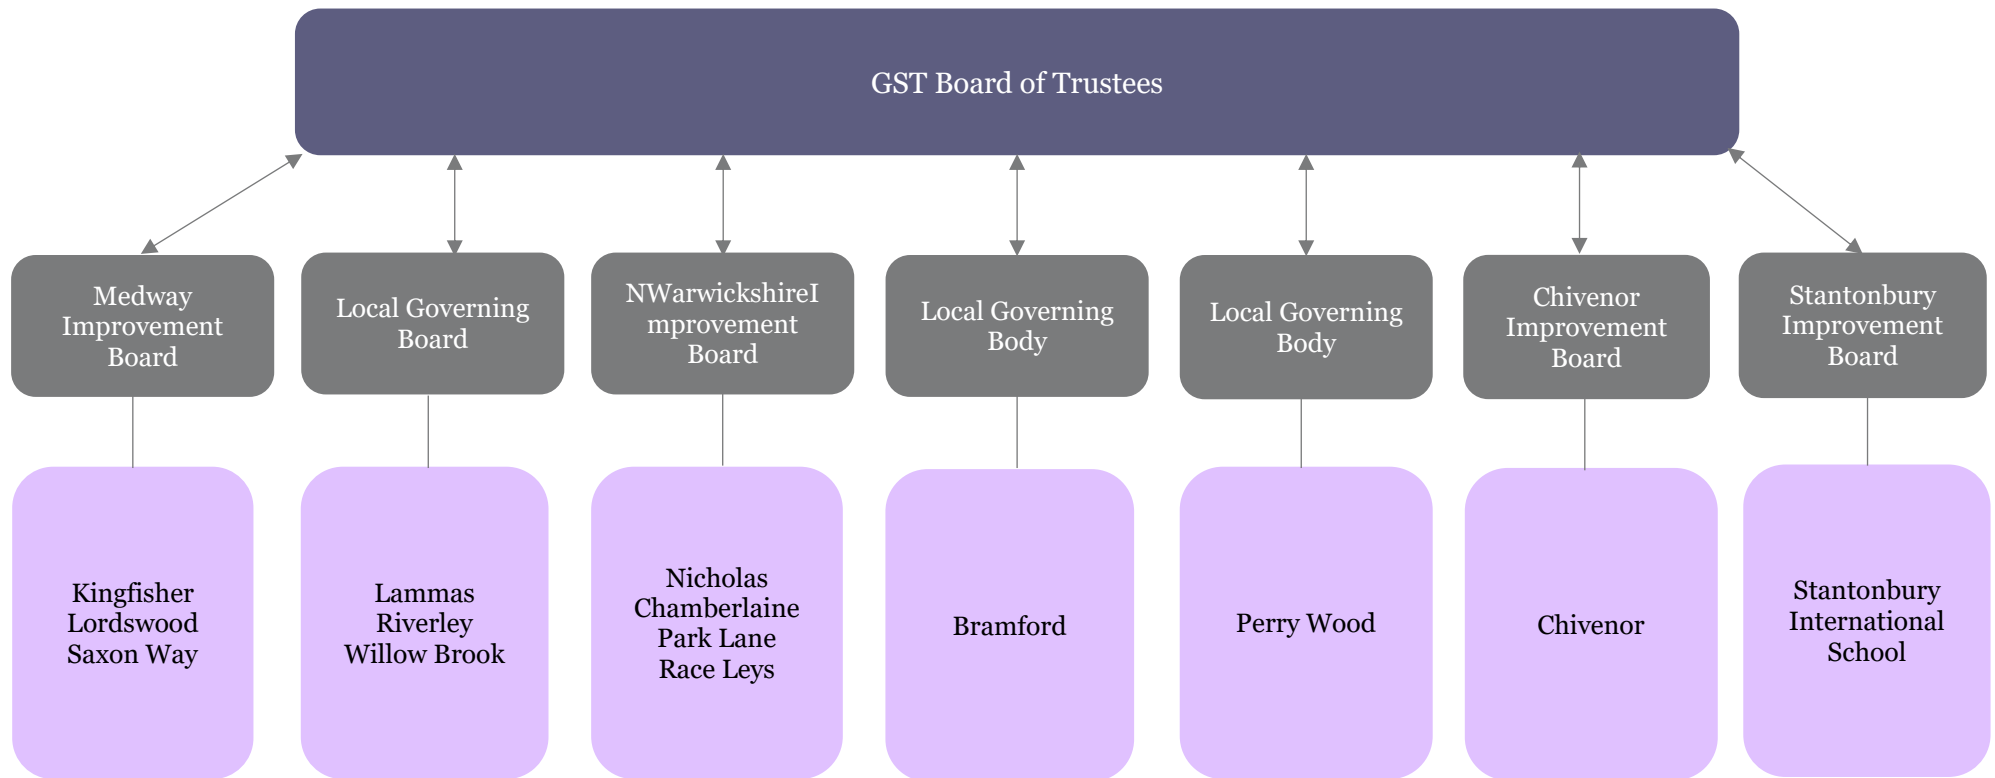 GST Board of Trustees
Medway
Improvement
Board
Local Governing
Board
NWarwickshireI
mprovement
Board
Local Governing
Body
Local Governing
Body
Chivenor
Improvement
Board
Stantonbury
Improvement
Board
Kingfisher
Lordswood
Saxon Way
Lammas
Riverley
Willow Brook
Nicholas
Chamberlaine
Park Lane
Race Leys
Bramford
Perry Wood
Chivenor
Stantonbury
International
School